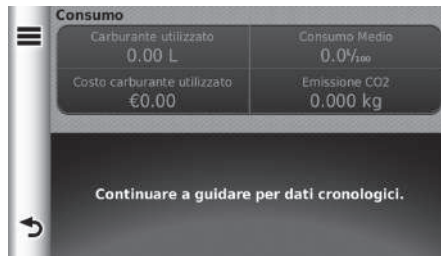 Consumo
Carburante utilizzato
0.00 L
Consumo Medio
0.0 l/100
Costo carburante utilizzato
€0.00
Emissione CO2
0.000 kg
Continuare a guidare per dati cronologici.